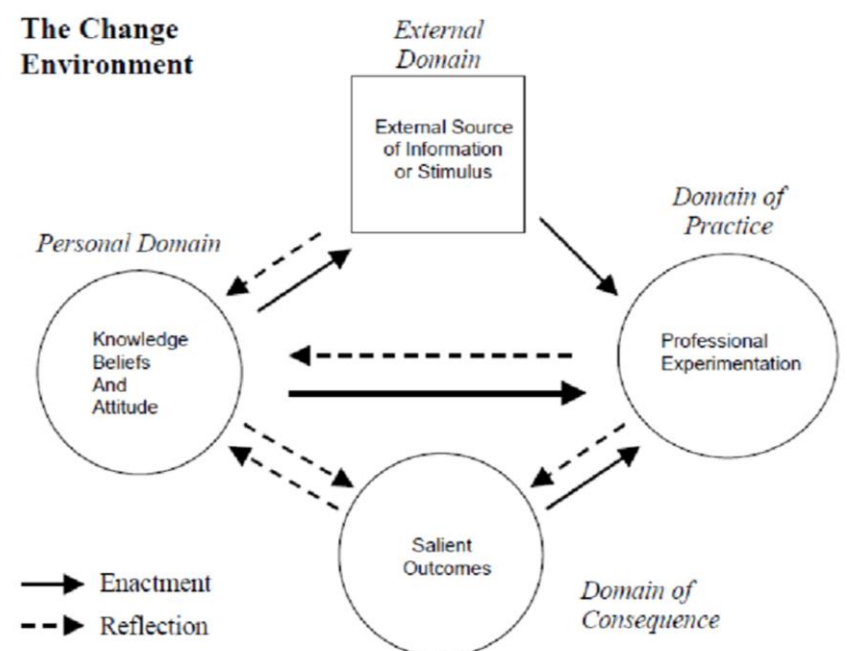 The Change
Environment
External
Domain
External Source
of Information
or Stimulus
Domain of
Practice
Personal Domain
Knowledge
Beliefs
And
Attitude
Professional
Experimentation
Salient
Outcomes
Enactment
Reflection
Domain of
Consequence